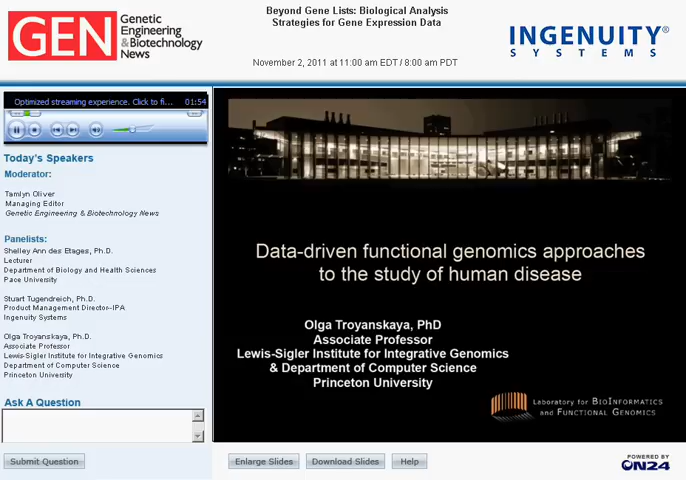 GEN
Genetic
Engineering
& Biotechnology
News
Beyond Gene Lists: Biological Analysis
Strategies for Gene Expression Data
November 2, 2011 at 11:00 am EDT / 8:00 am PDT
INGENUITY®
SYSTEMS
Optimized streaming experience. Click to fi... 01:54
Today's Speakers
Moderator:
Tamlyn Oliver
Managing Editor
Genetic Engineering & Biotechnology News
Panelists:
Shelley Ann des Etages, Ph.D.
Lecturer
Department of Biology and Health Sciences
Pace University
Stuart Tugendreich, Ph.D.
Product Management Director-IPA
Ingenuity Systems
Olga Troyanskaya, Ph.D.
Associate Professor
Lewis-Sigler Institute for Integrative Genomics
Department of Computer Science
Princeton University
Ask A Question
Submit Question
Data-driven functional genomics approaches
to the study of human disease
Olga Troyanskaya, PhD
Associate Professor
Lewis-Sigler Institute for Integrative Genomics
& Department of Computer Science
Princeton University
Laboratory for BioInformatics
and Functional Genomics
Enlarge Slides
Download Slides
Help
POWERED BY
ON24